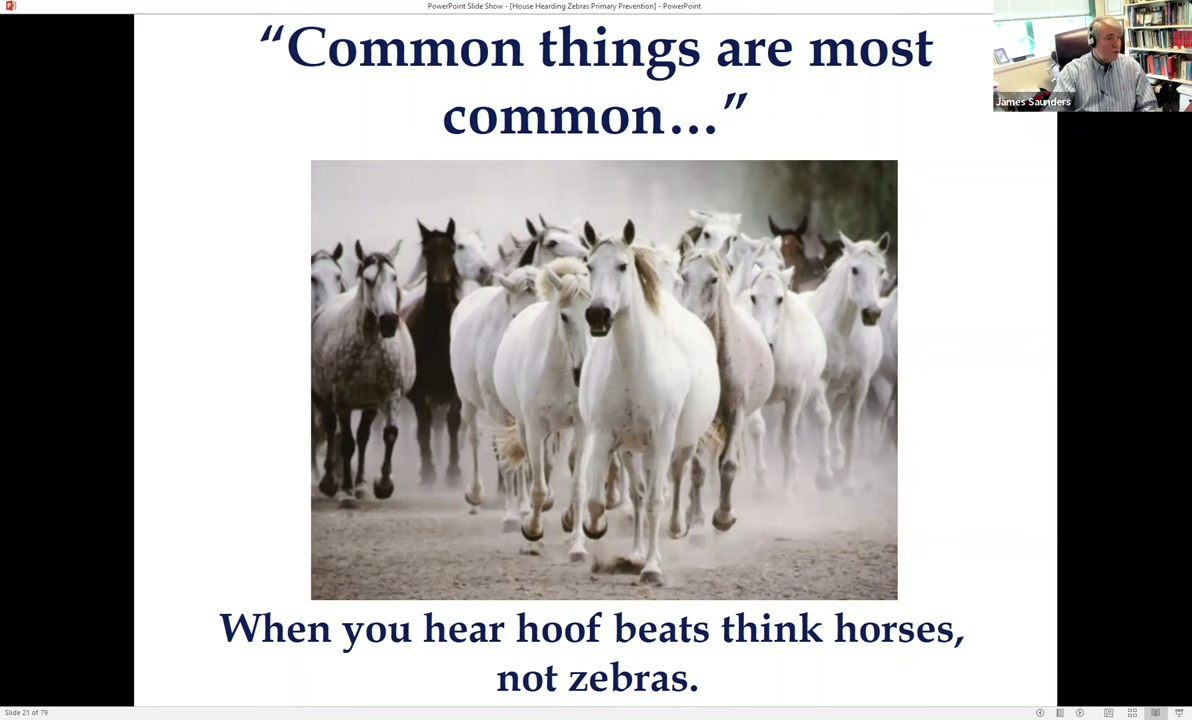 PowerPoint Slide Show - [House Hearding Zebras Primary Prevention] - PowerPoint
“Common things are most
common…”
James Saunders
When you hear hoof beats think horses,
not zebras.
Slide 21 of 79